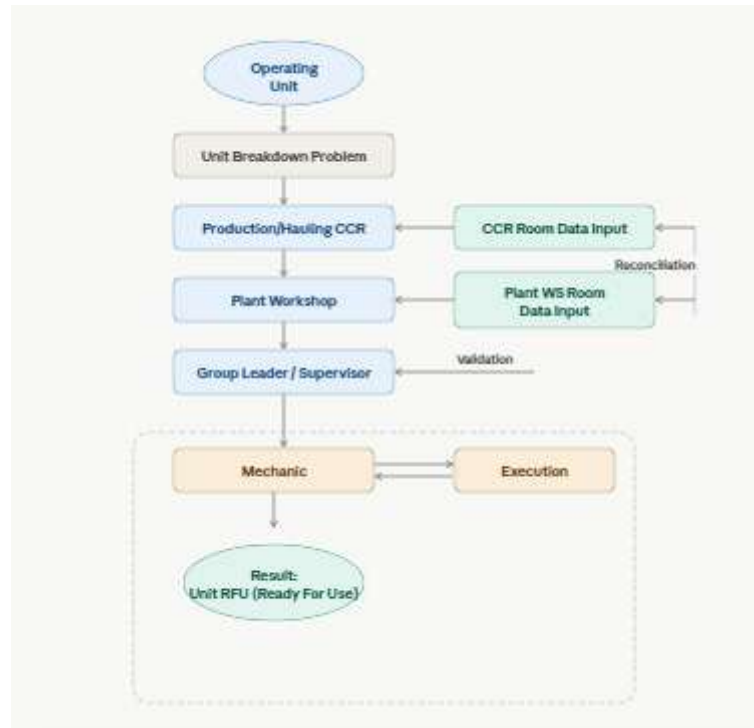 Operating
Unit
Unit Breakdown Problem
Production/Hauling CCR
CCR Room Data Input
Reconciliation
Plant Workshop
Plant WS Room
Data Input
Group Leader / Supervisor
Validation
Mechanic
Execution
Result:
Unit RFU (Ready For Use)